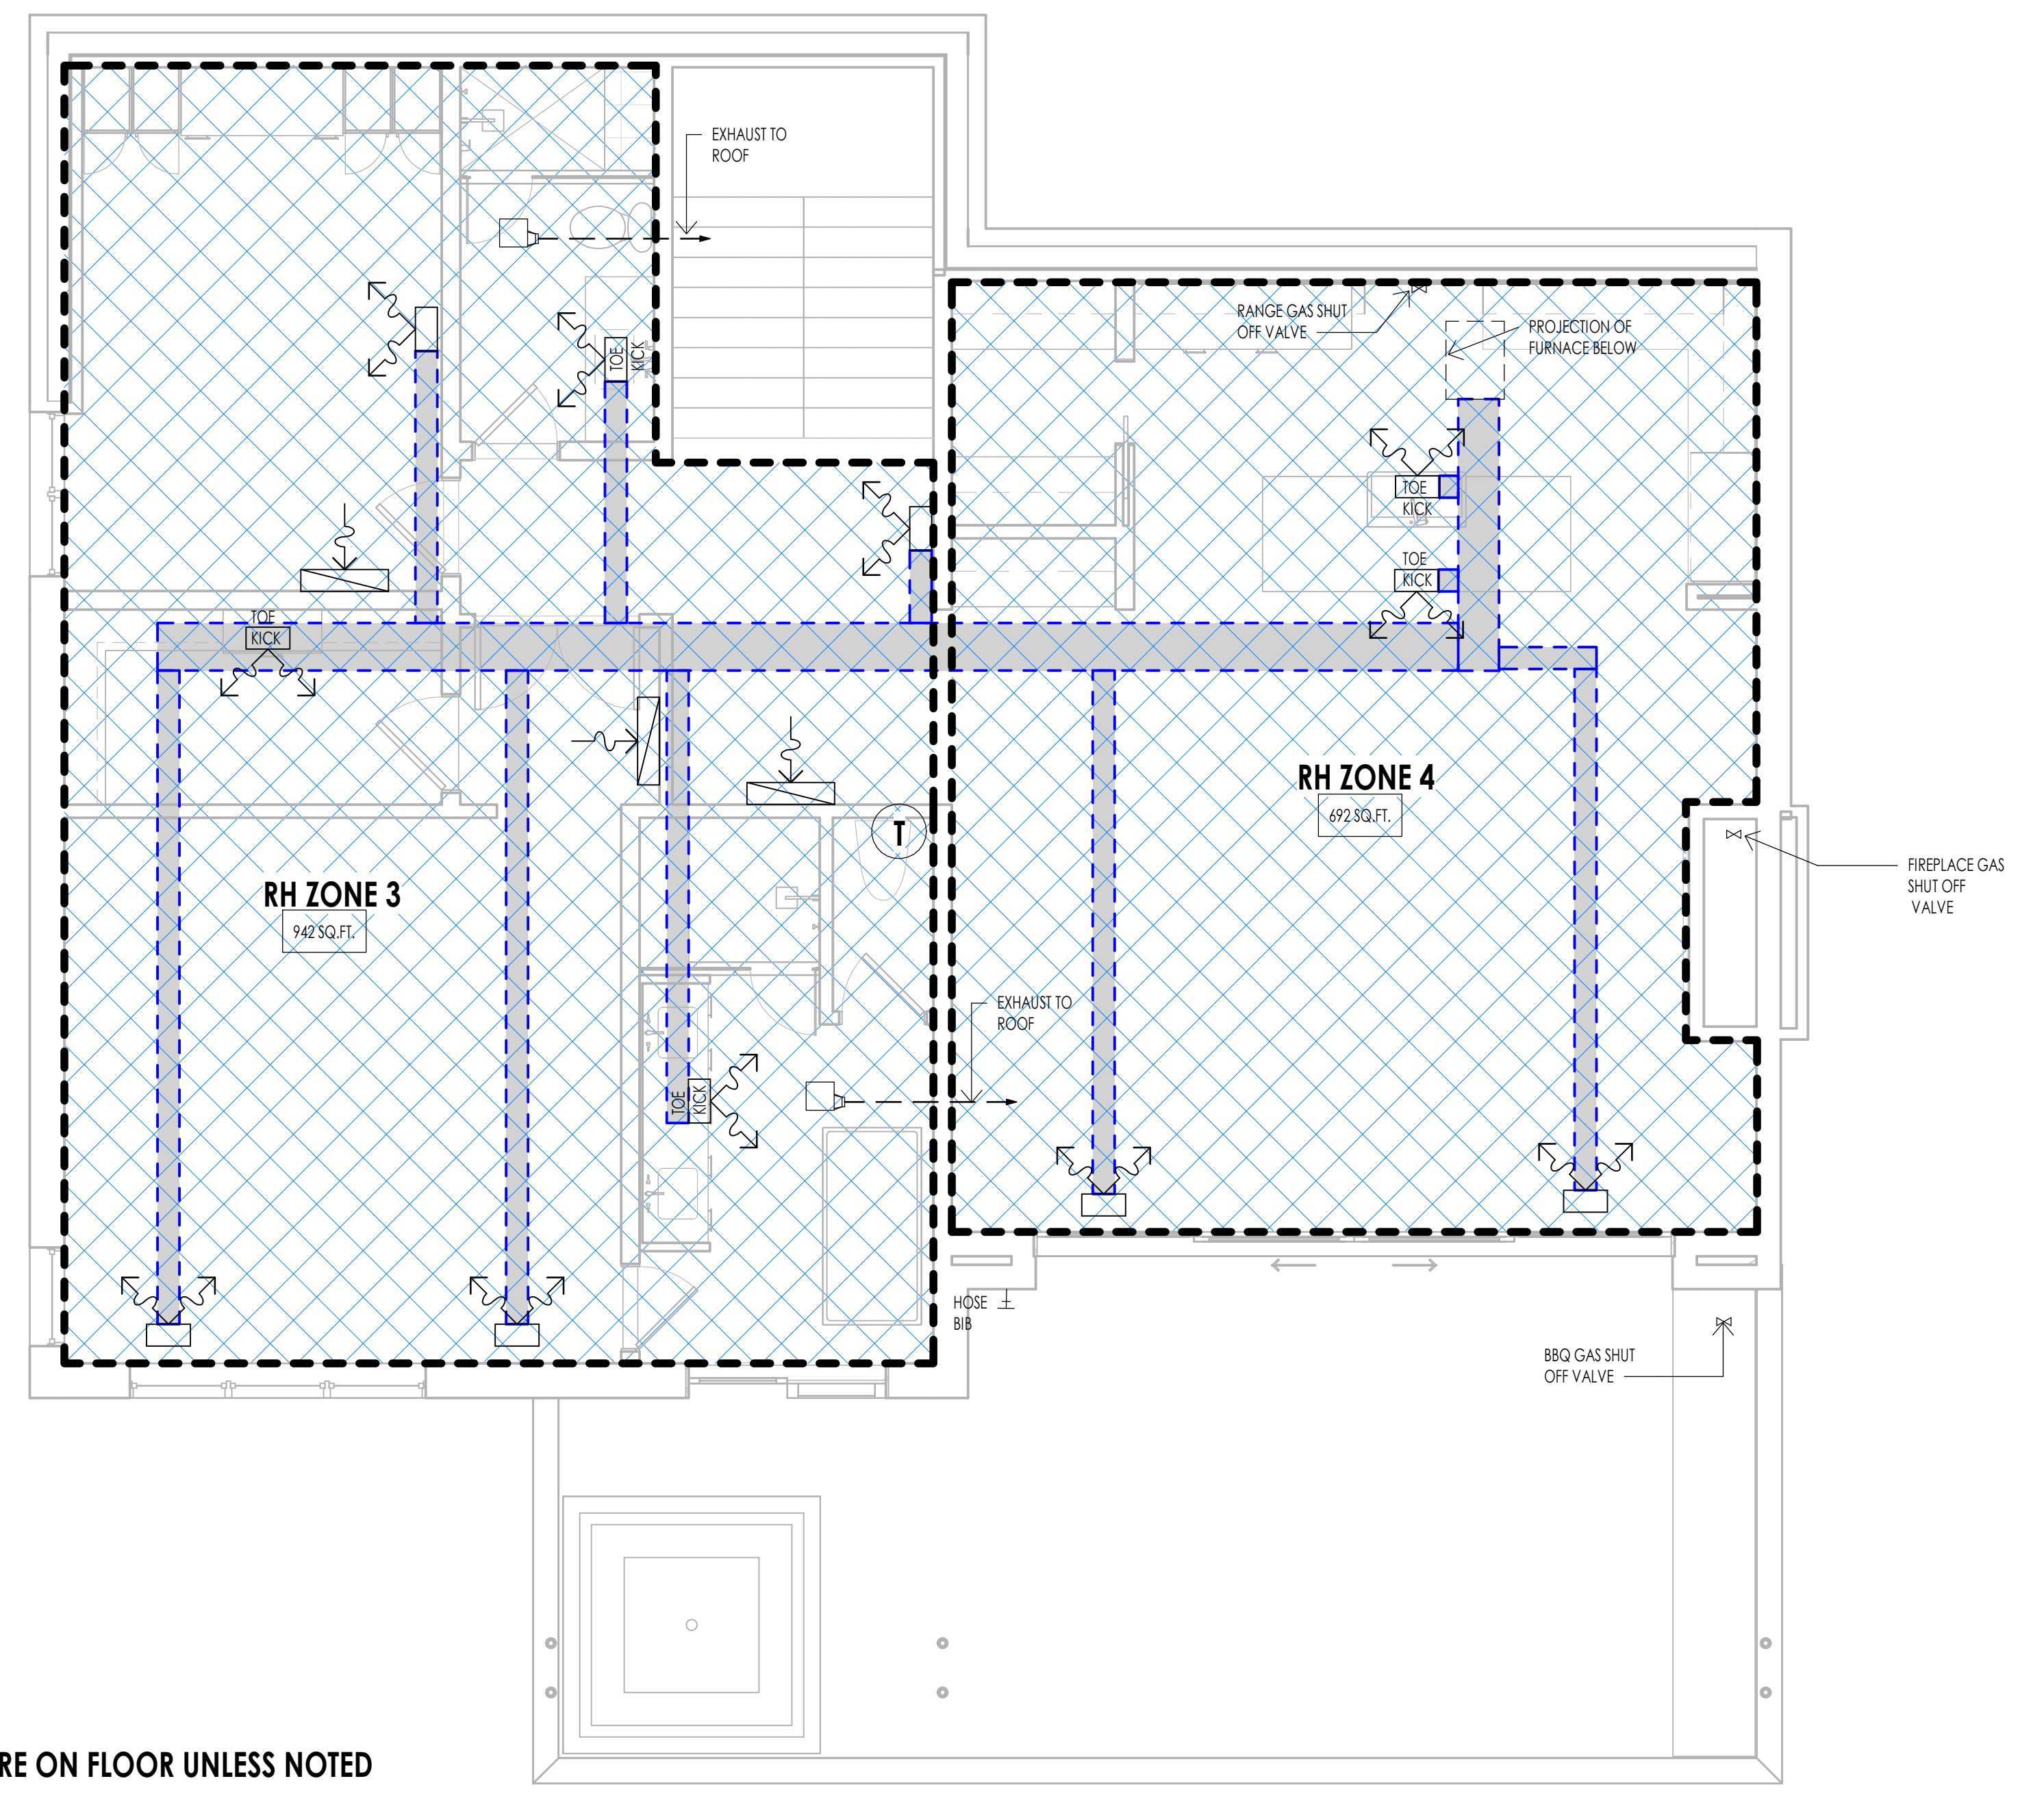 EXHAUST TO
ROOF
RANGE GAS SHUT
OFF VALVE
PROJECTION OF
FURNACE BELOW
TOE
KICK
TOE
KICK
TOE
KICK
TOE
KICK
RH ZONE 4
692 SQ.FT.
T
FIREPLACE GAS
SHUT OFF
VALVE
RH ZONE 3
942 SQ.FT.
EXHAUST TO
ROOF
TOE
KICK
HOSE
BIB
BBQ GAS SHUT
OFF VALVE
RE ON FLOOR UNLESS NOTED